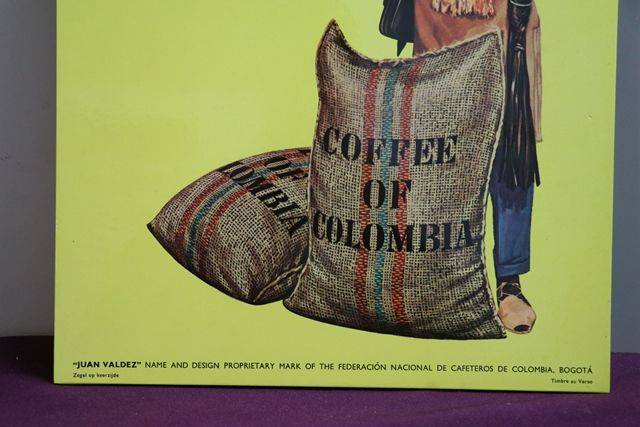 COFFEE
OF
COLOMBIA
OF
OMBIA
"JUAN VALDEZ" NAME AND DESIGN PROPRIETARY MARK OF THE FEDERACIÓN NACIONAL DE CAFETEROS DE COLOMBIA, BOGOTÁ
Zegel op keerzijde
Timbre au Verso